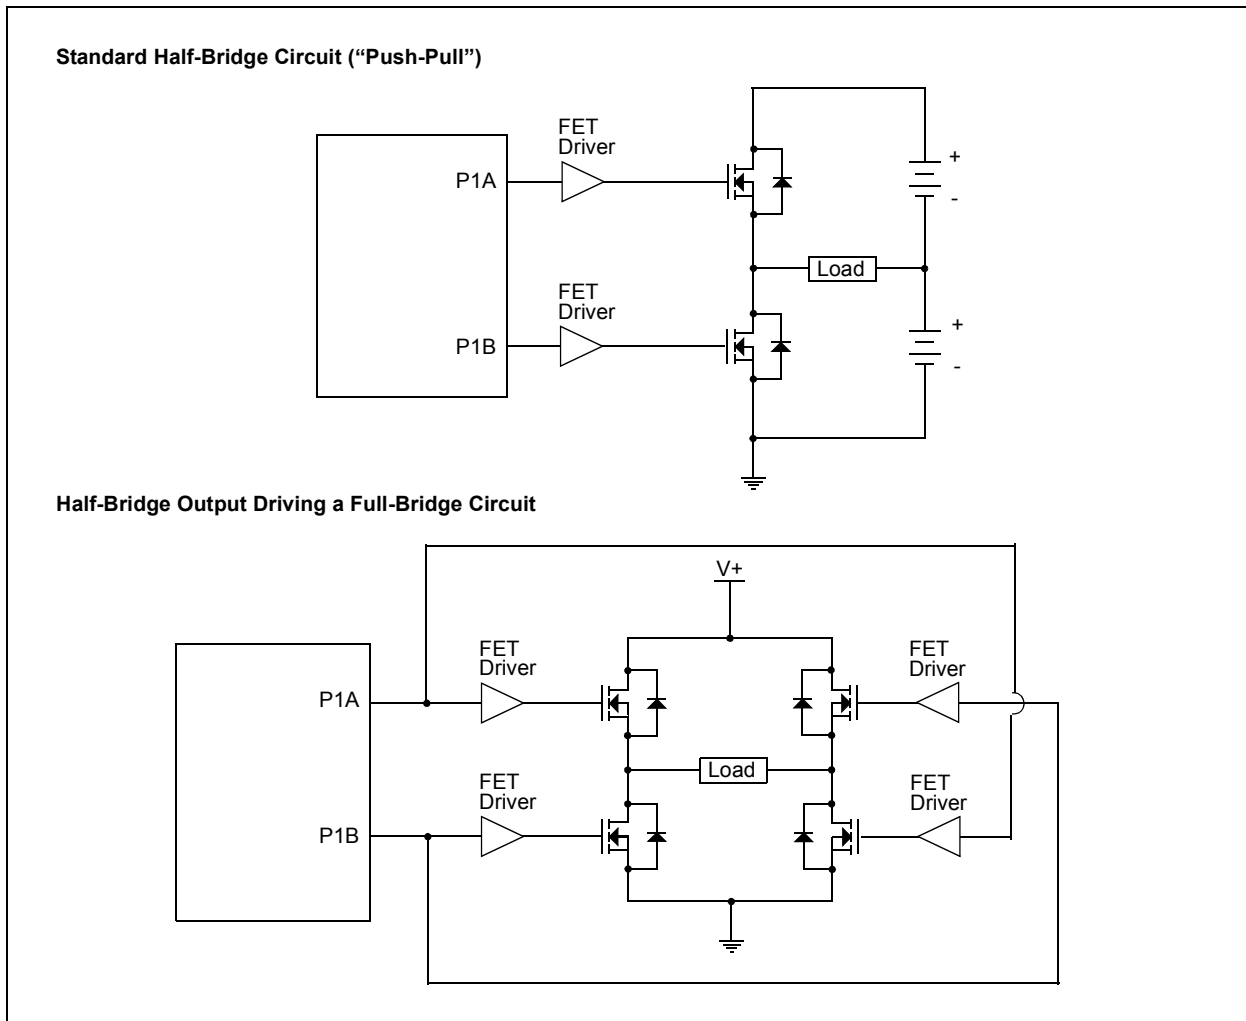 Standard Half-Bridge Circuit (“Push-Pull”)
FET
Driver
P1A
+
-
Load
FET
Driver
P1B
+
-
Half-Bridge Output Driving a Full-Bridge Circuit
V+
FET
Driver
FET
Driver
P1A
Load
FET
Driver
FET
Driver
P1B